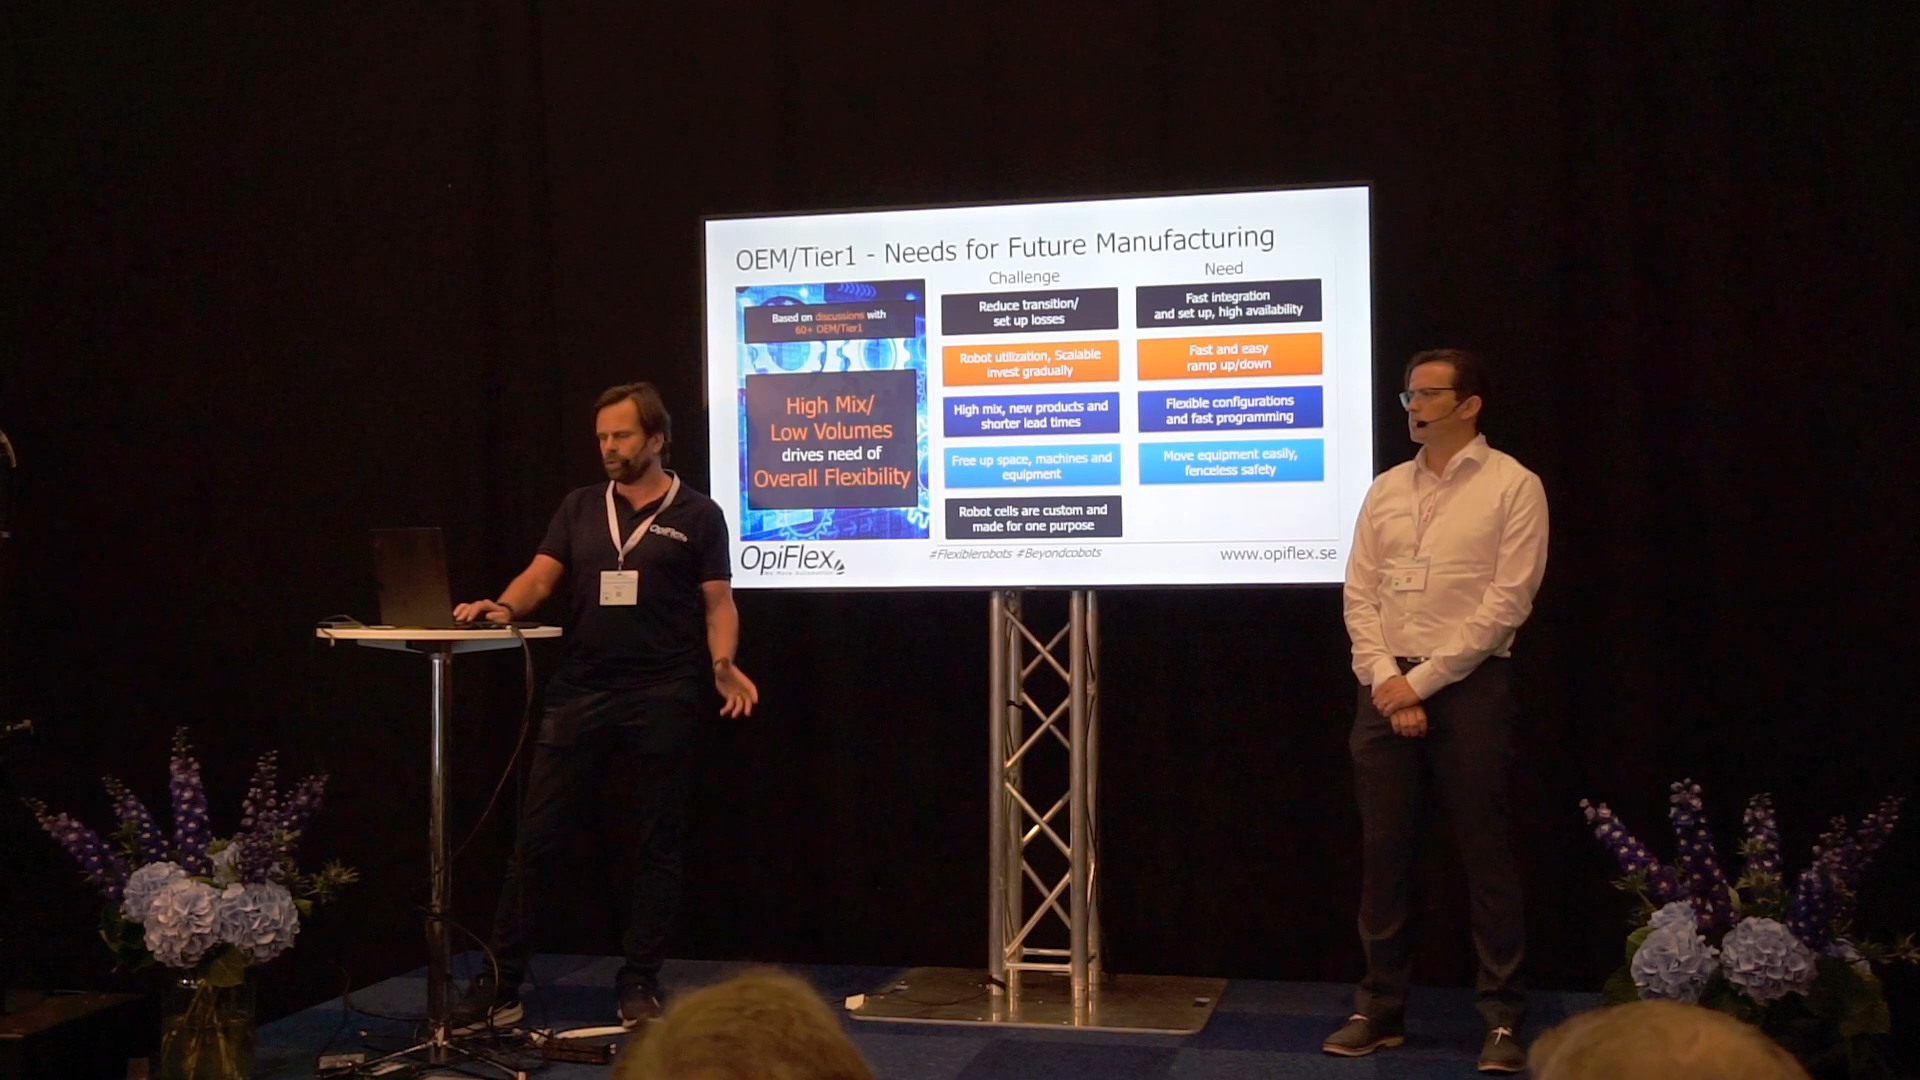 OEM/Tier1 - Needs for Future Manufacturing
Based on discussions with
60+ OEM/Tier1
High Mix/
Low Volumes
drives need of
Overall Flexibility
Challenge
Need
Reduce transition/
set up losses
Fast integration
and set up, high availability
Robot utilization, Scalable
invest gradually
Fast and easy
ramp up/down
High mix, new products and
shorter lead times
Flexible configurations
and fast programming
Free up space, machines and
equipment
Move equipment easily,
fenceless safety
Robot cells are custom and
made for one purpose
OpiFlex
We Move Automation
#Flexiblerobots #Beyondcobots
www.opiflex.se
OpiFlex